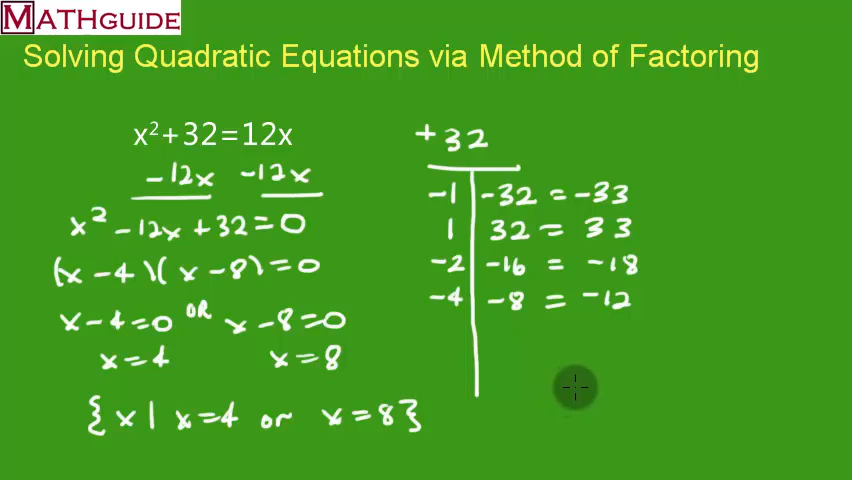 MATHGUIDE
Solving Quadratic Equations via Method of Factoring
x²+32=12x
-12x -12x
x² -12x +32=0
(x -4)(x -8)=0
x-4=0 OR x-8=0
x=4 x=8
{x| x=4 or x=8}
+32
-1 | -32 = -33
1 | 32 = 33
-2 | -16 = -18
-4 | -8 = -12